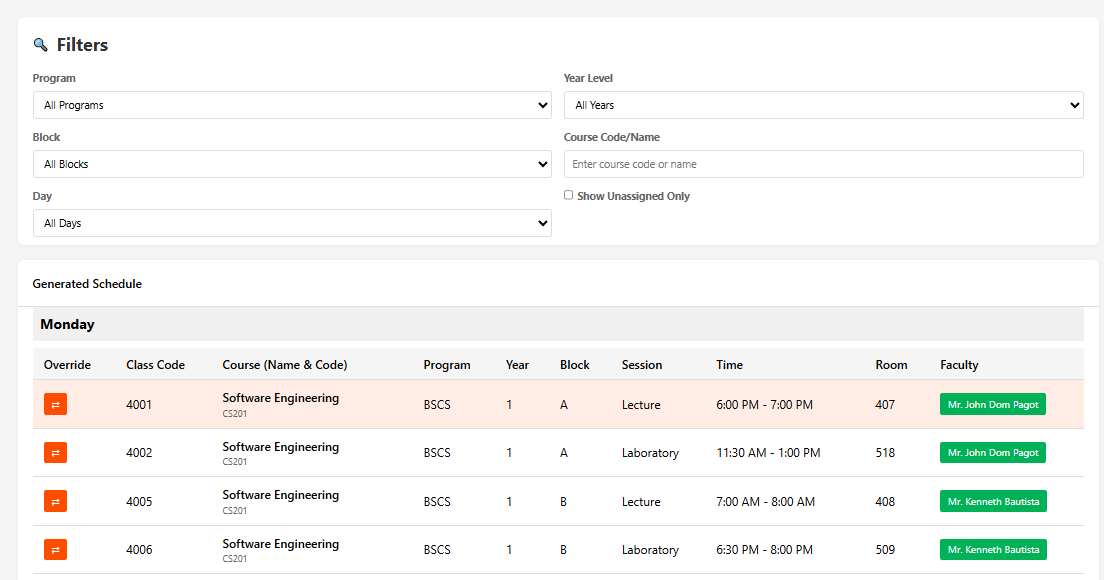 🔍 Filters
Program Year Level
All Programs All Years
Block Course Code/Name
All Blocks Enter course code or name
Day Show Unassigned Only
All Days
Generated Schedule
Monday
Override Class Code Course (Name & Code) Program Year Block Session Time Room Faculty
⇄ 4001 Software Engineering BSCS 1 A Lecture 6:00 PM - 7:00 PM 407 Mr. John Dom Pagot
CS201
⇄ 4002 Software Engineering BSCS 1 A Laboratory 11:30 AM - 1:00 PM 518 Mr. John Dom Pagot
CS201
⇄ 4005 Software Engineering BSCS 1 B Lecture 7:00 AM - 8:00 AM 408 Mr. Kenneth Bautista
CS201
⇄ 4006 Software Engineering BSCS 1 B Laboratory 6:30 PM - 8:00 PM 509 Mr. Kenneth Bautista
CS201